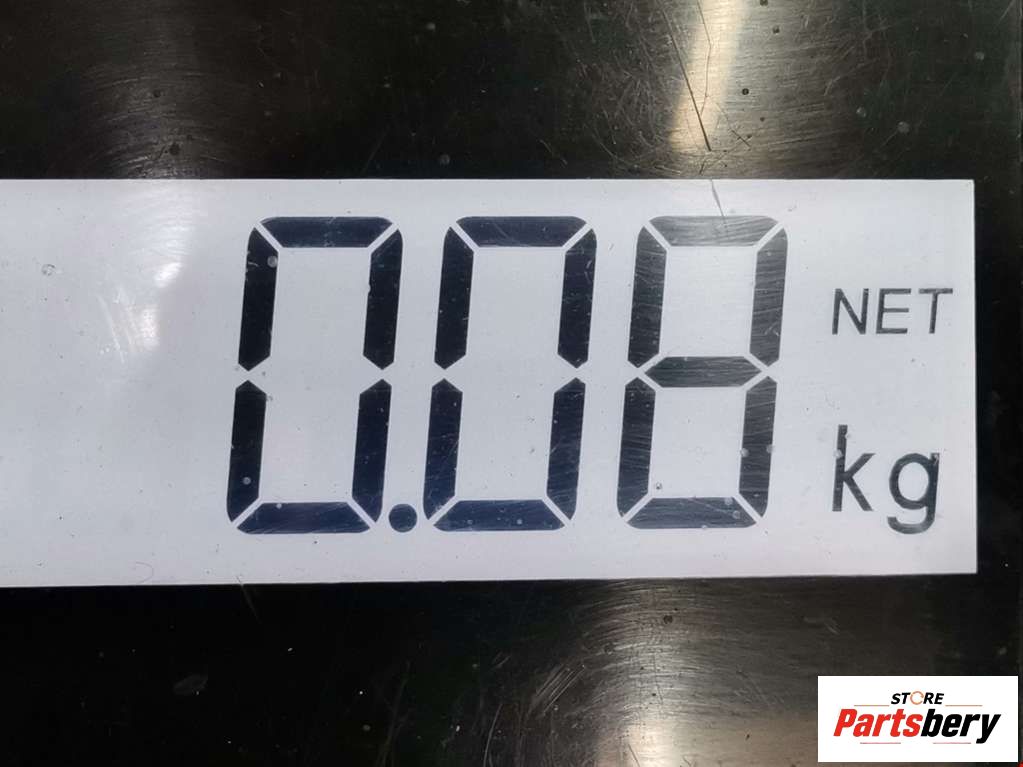 0.08 NET
kg
STORE
Partsbery